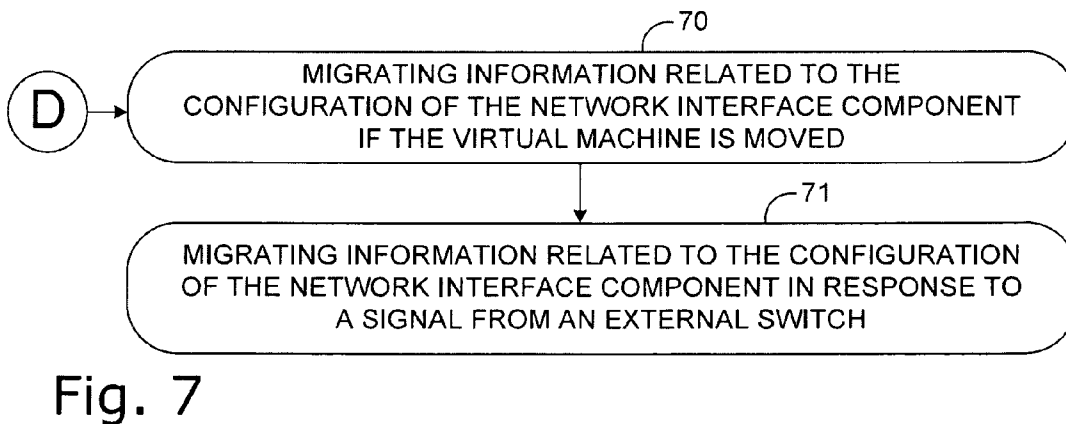 70
D
MIGRATING INFORMATION RELATED TO THE
CONFIGURATION OF THE NETWORK INTERFACE COMPONENT
IF THE VIRTUAL MACHINE IS MOVED
71
MIGRATING INFORMATION RELATED TO THE CONFIGURATION
OF THE NETWORK INTERFACE COMPONENT IN RESPONSE TO
A SIGNAL FROM AN EXTERNAL SWITCH
Fig. 7